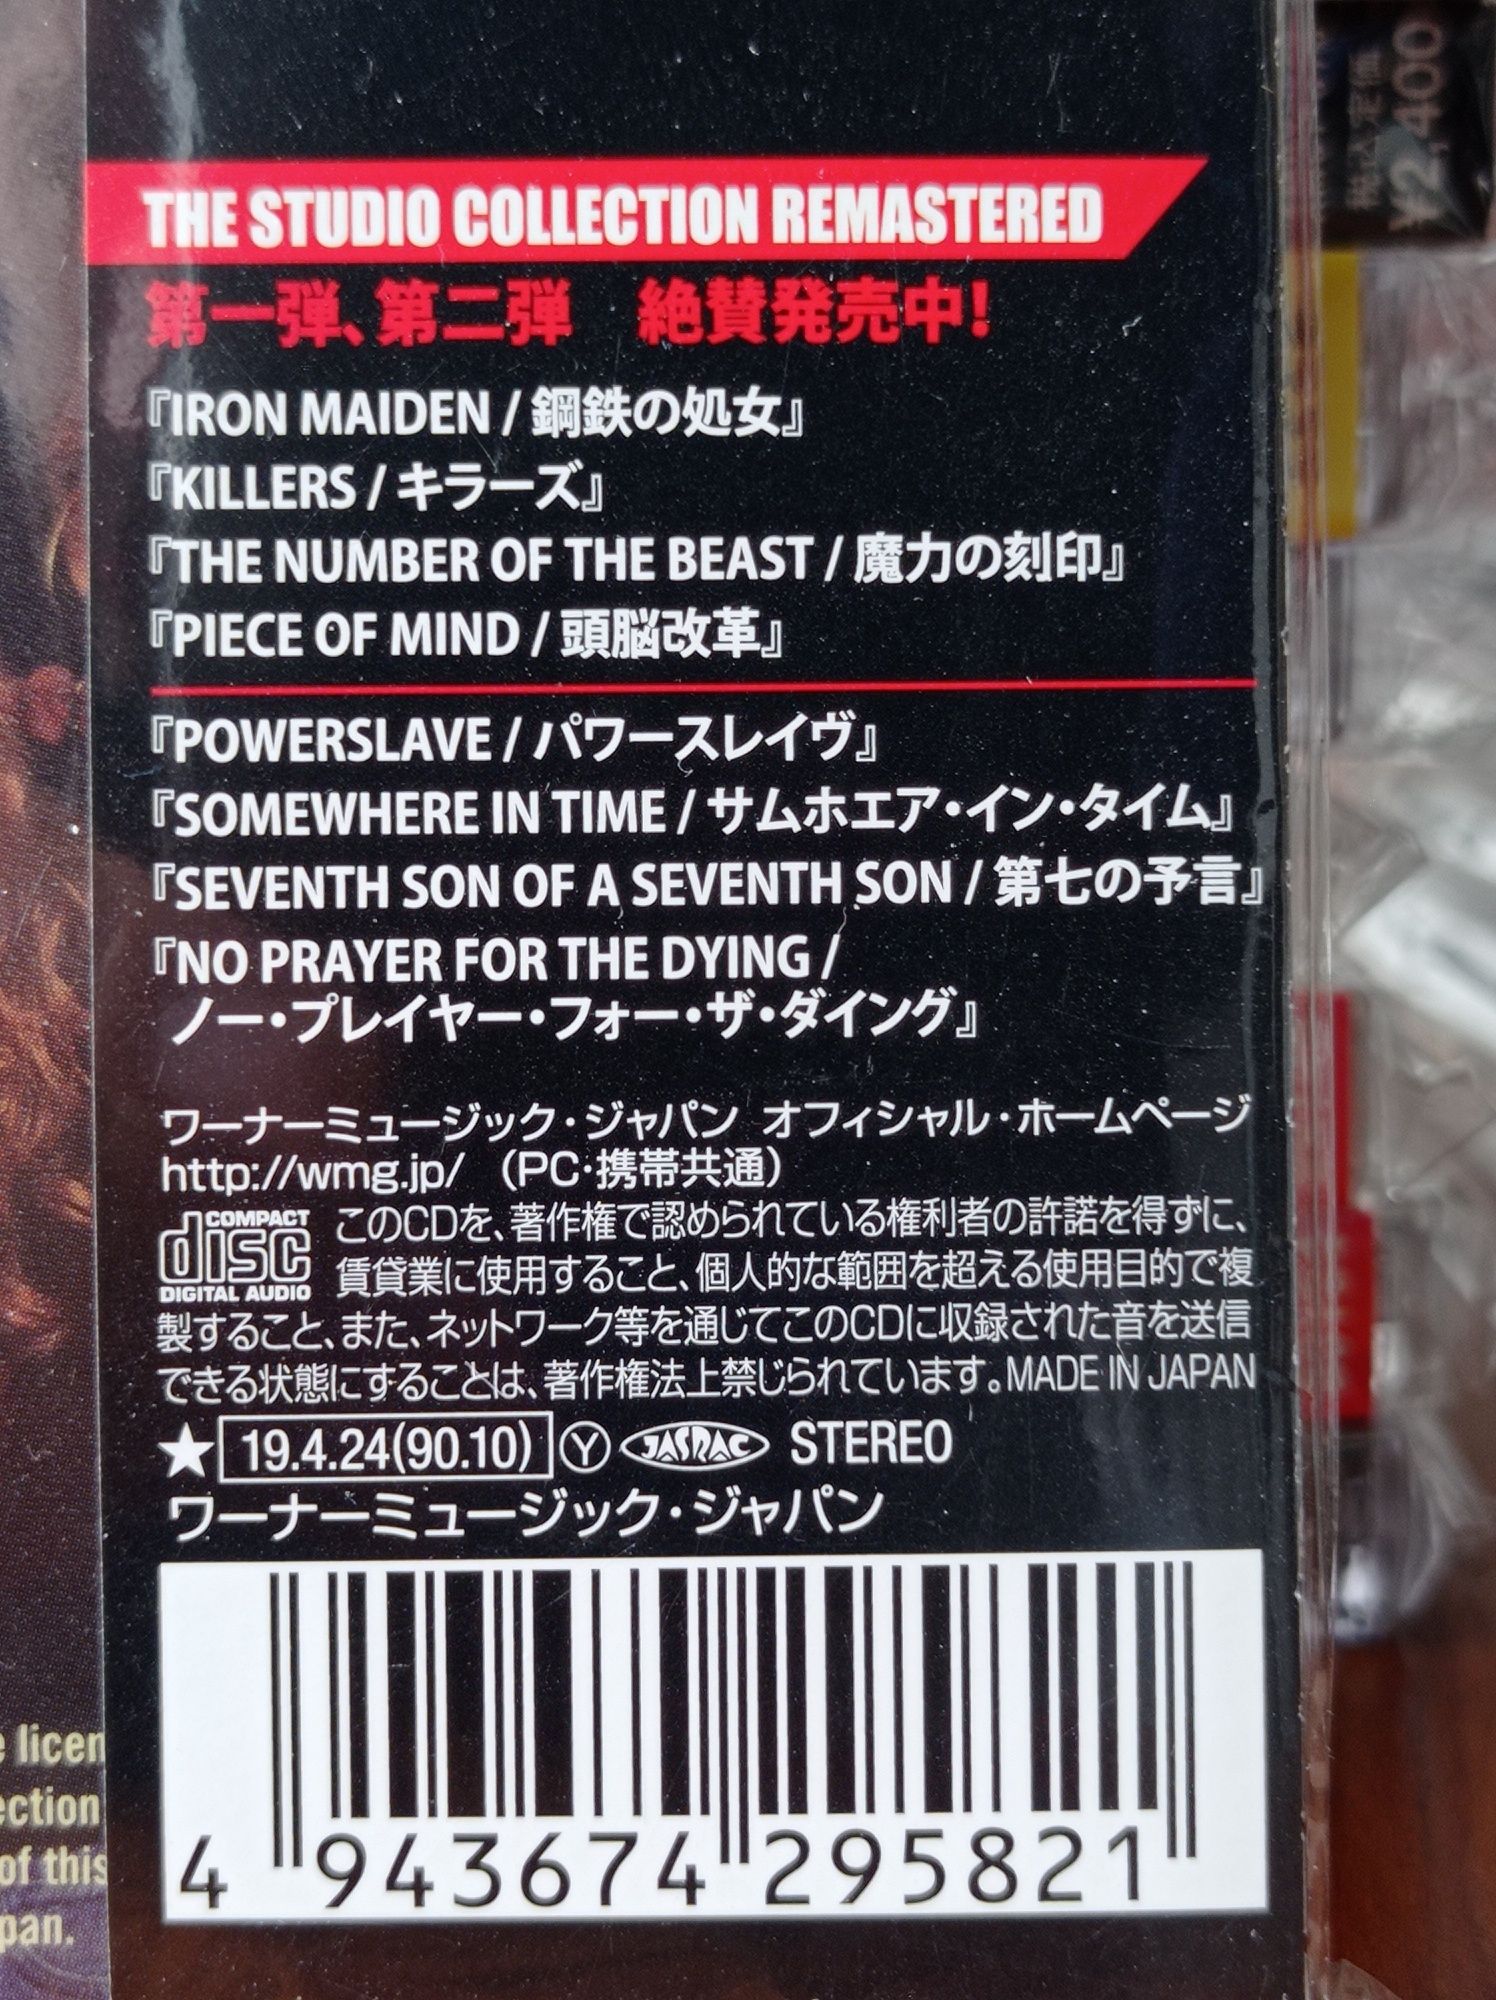 THE STUDIO COLLECTION REMASTERED
第一弾、第二弾　絶賛発売中!
『IRON MAIDEN / 鋼鉄の処女』
『KILLERS / キラーズ』
『THE NUMBER OF THE BEAST / 魔力の刻印』
『PIECE OF MIND / 頭脳改革』
『POWERSLAVE / パワースレイヴ』
『SOMEWHERE IN TIME / サムホエア・イン・タイム』
『SEVENTH SON OF A SEVENTH SON / 第七の予言』
『NO PRAYER FOR THE DYING /
ノー・プレイヤー・フォー・ザ・ダイング』
ワーナーミュージック・ジャパン オフィシャル・ホームページ
http://wmg.jp/ （PC・携帯共通）
COMPACT
disc
DIGITAL AUDIO
このCDを、著作権で認められている権利者の許諾を得ずに、
賃貸業に使用すること、個人的な範囲を超える使用目的で複
製すること、また、ネットワーク等を通じてこのCDに収録された音を送信
できる状態にすることは、著作権法上禁じられています。MADE IN JAPAN
★ 19.4.24(90.10) Ⓨ JASRAC STEREO
ワーナーミュージック・ジャパン
4 943674 295821
licen
ection
of this
pan.
¥2,400